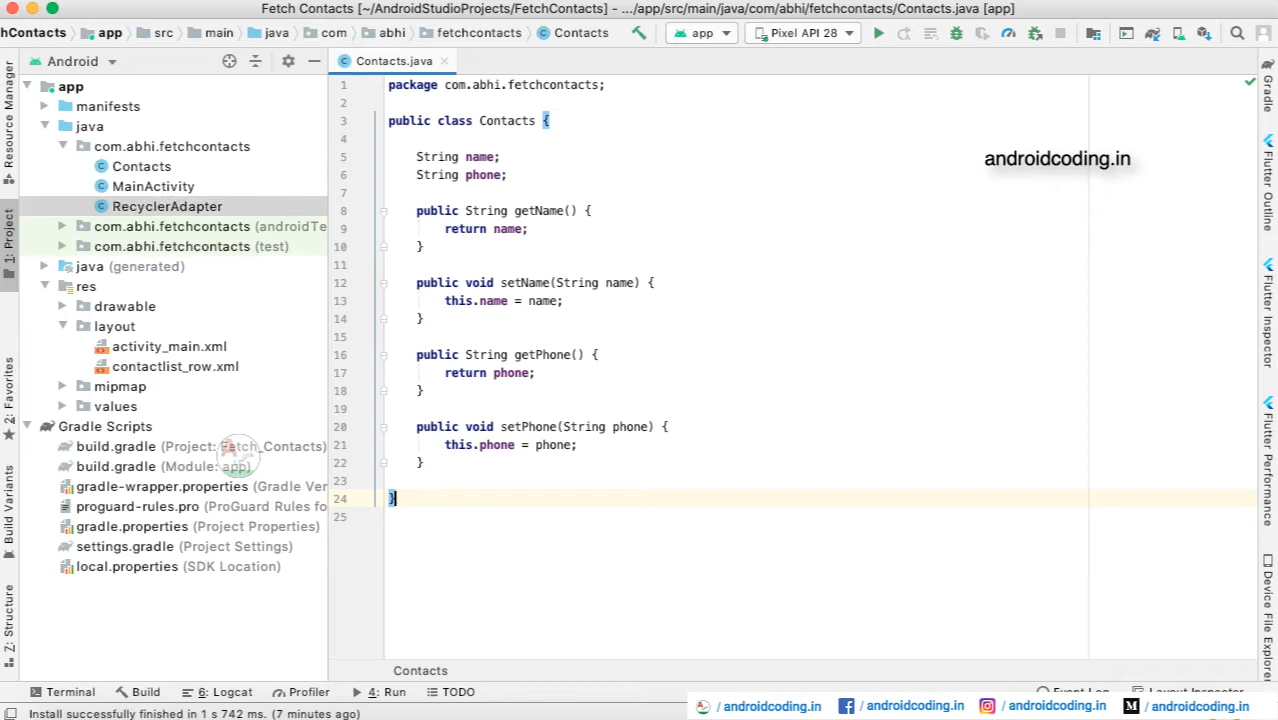 Fetch Contacts [~/AndroidStudioProjects/FetchContacts] - .../app/src/main/java/com/abhi/fetchcontacts/Contacts.java [app]
hContacts app src main java com abhi fetchcontacts Contacts app Pixel API 28
Android
Contacts.java
app
manifests
java
com.abhi.fetchcontacts
Contacts
MainActivity
RecyclerAdapter
com.abhi.fetchcontacts (androidTe
com.abhi.fetchcontacts (test)
java (generated)
res
drawable
layout
activity_main.xml
contactlist_row.xml
mipmap
values
Gradle Scripts
build.gradle (Project: Fetch_Contacts)
build.gradle (Module: app)
gradle-wrapper.properties (Gradle Ver
proguard-rules.pro (ProGuard Rules fo
gradle.properties (Project Properties)
settings.gradle (Project Settings)
local.properties (SDK Location)
1 package com.abhi.fetchcontacts;
2
3 public class Contacts {
4
5 String name;
6 String phone;
7
8 public String getName() {
9 return name;
10 }
11
12 public void setName(String name) {
13 this.name = name;
14 }
15
16 public String getPhone() {
17 return phone;
18 }
19
20 public void setPhone(String phone) {
21 this.phone = phone;
22 }
23
24 }
25
androidcoding.in
Resource Manager
1: Project
2: Favorites
Build Variants
Z: Structure
Gradle
Flutter Outline
Flutter Inspector
Flutter Performance
Device File Explorer
Contacts
Terminal Build 6: Logcat Profiler 4: Run TODO Event Log Layout Inspector
Install successfully finished in 1 s 742 ms. (7 minutes ago)
/ androidcoding.in / androidcoding.in / androidcoding.in / androidcoding.in